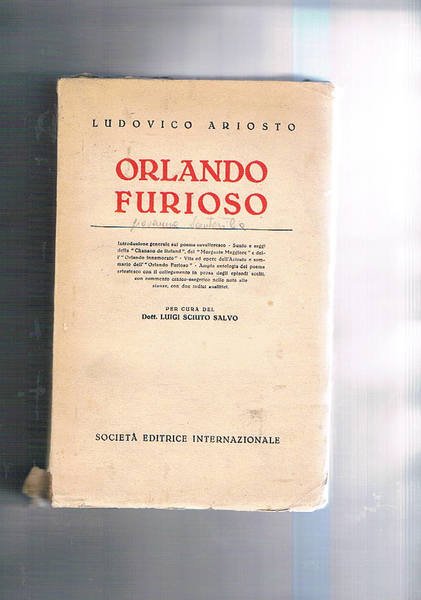 LUDOVICO ARIOSTO
ORLANDO
FURIOSO
giovanna
Introduzione generale sul poema cavalleresco - Sunto e saggi
della "Chanson de Roland", del "Morgante Maggiore" e del-
l'"Orlando Innamorato" - Vita ed opere dell'Ariosto e som-
mario dell'"Orlando Furioso" - Ampia antologia del poema
ariostesco con il collegamento in prosa degli episodi scelti,
con commento critico-esegetico nelle note alle
stanze, con due indici analitici.
PER CURA DEL
Dott. LUIGI SCIUTO SALVO
SOCIETÀ EDITRICE INTERNAZIONALE